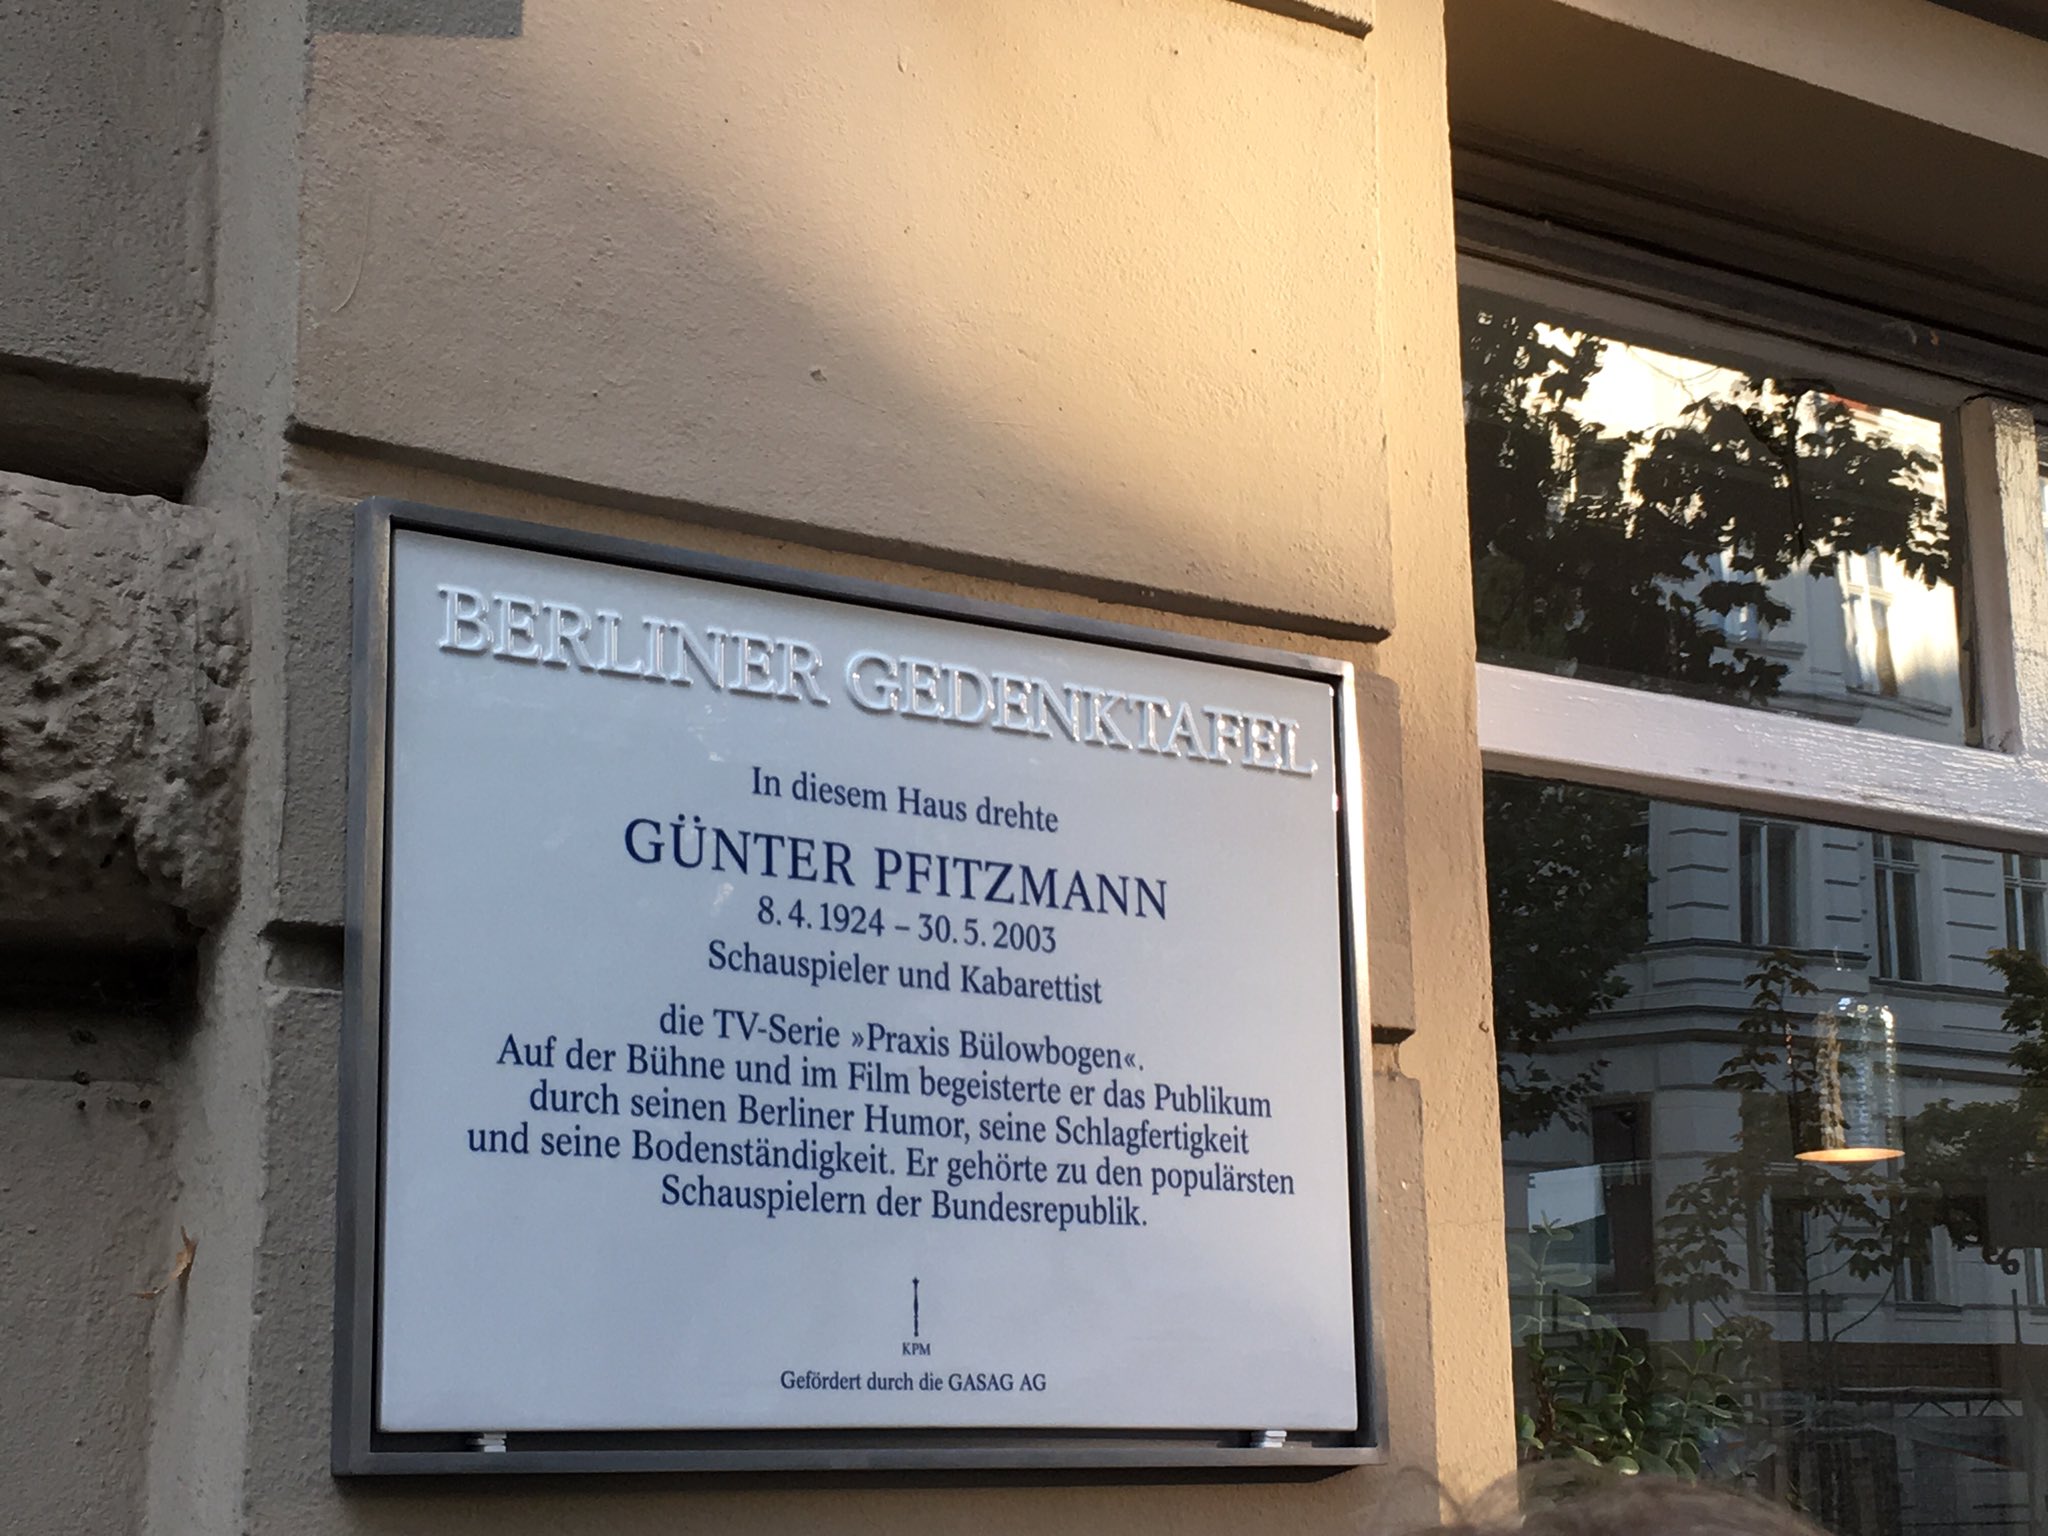 BERLINER GEDENKTAFEL
In diesem Haus drehte
GÜNTER PFITZMANN
8. 4. 1924 – 30. 5. 2003
Schauspieler und Kabarettist
die TV-Serie »Praxis Bülowbogen«.
Auf der Bühne und im Film begeisterte er das Publikum
durch seinen Berliner Humor, seine Schlagfertigkeit
und seine Bodenständigkeit. Er gehörte zu den populärsten
Schauspielern der Bundesrepublik.
KPM
Gefördert durch die GASAG AG